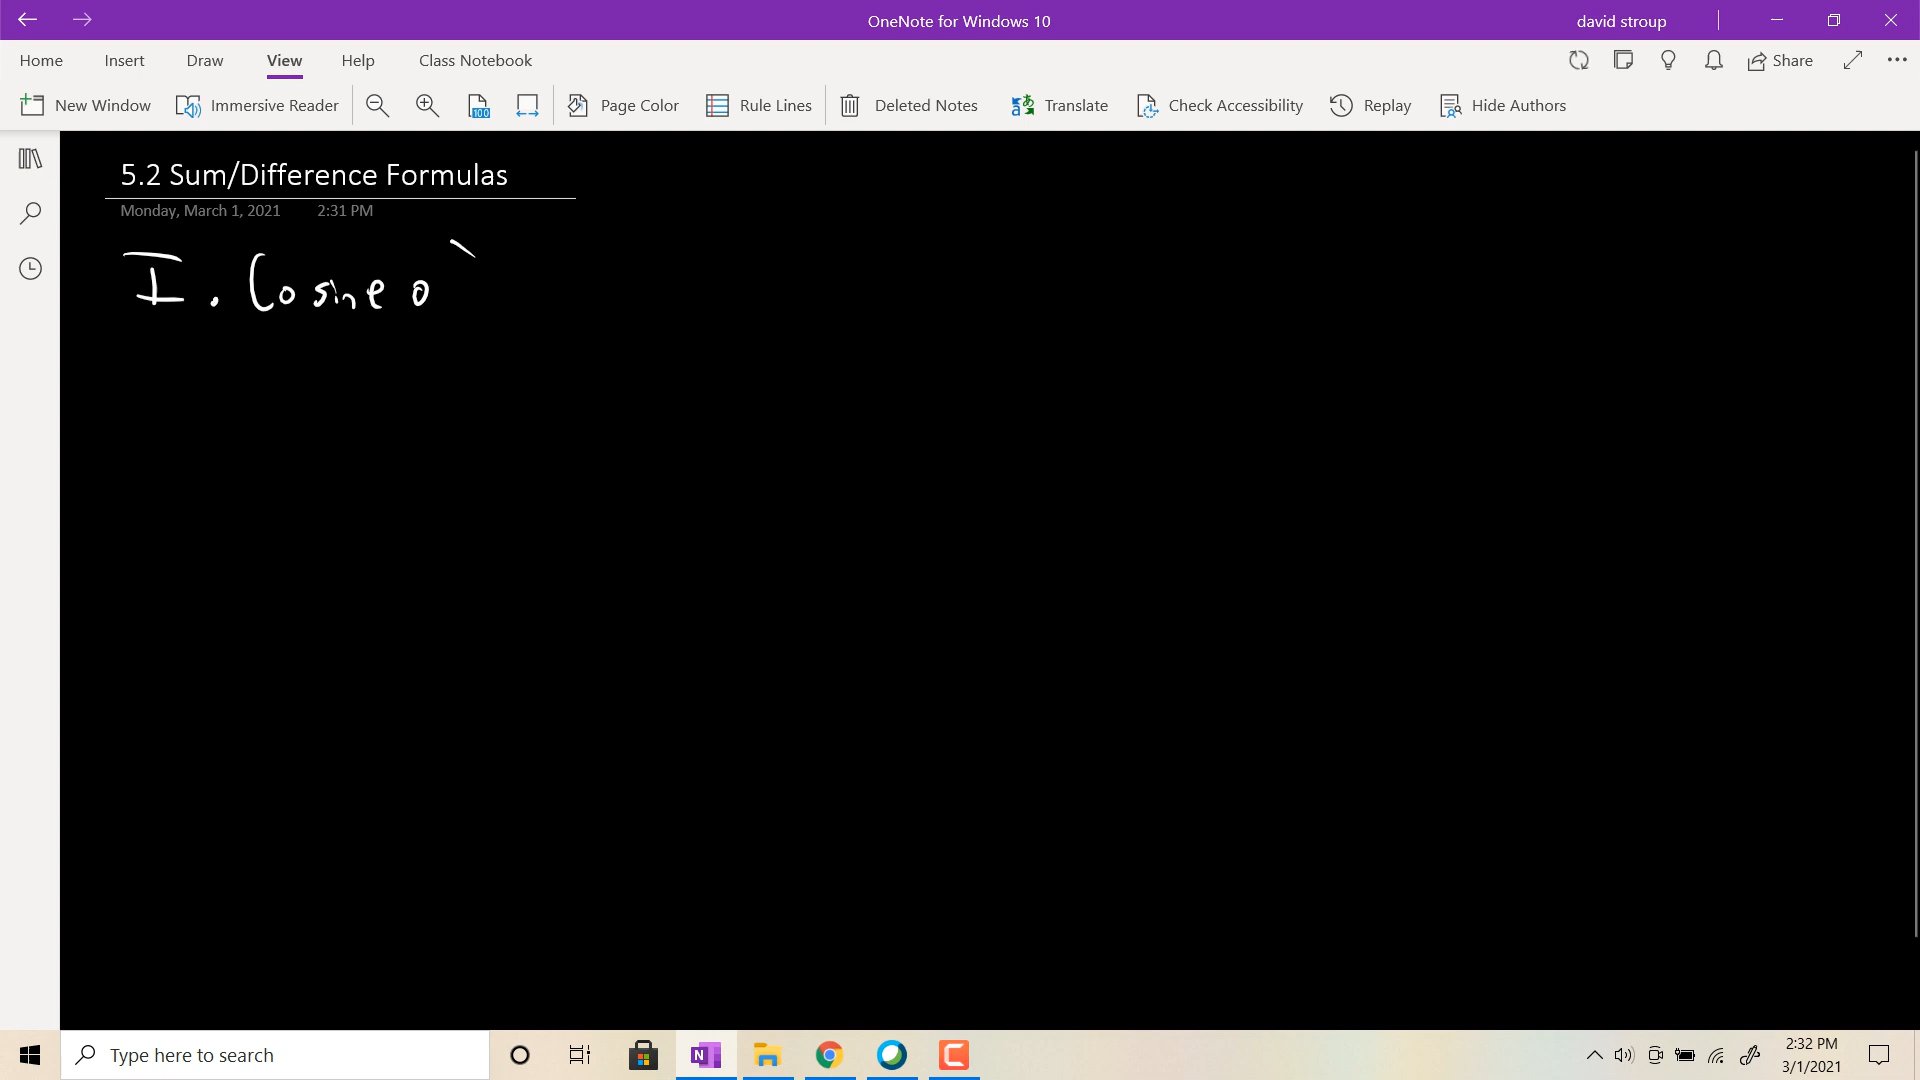 OneNote for Windows 10
david stroup
Home Insert Draw View Help Class Notebook
Share
New Window Immersive Reader 100 Page Color Rule Lines Deleted Notes Translate Check Accessibility Replay Hide Authors
5.2 Sum/Difference Formulas
Monday, March 1, 2021 2:31 PM
I. Cosine o
Type here to search
2:32 PM
3/1/2021